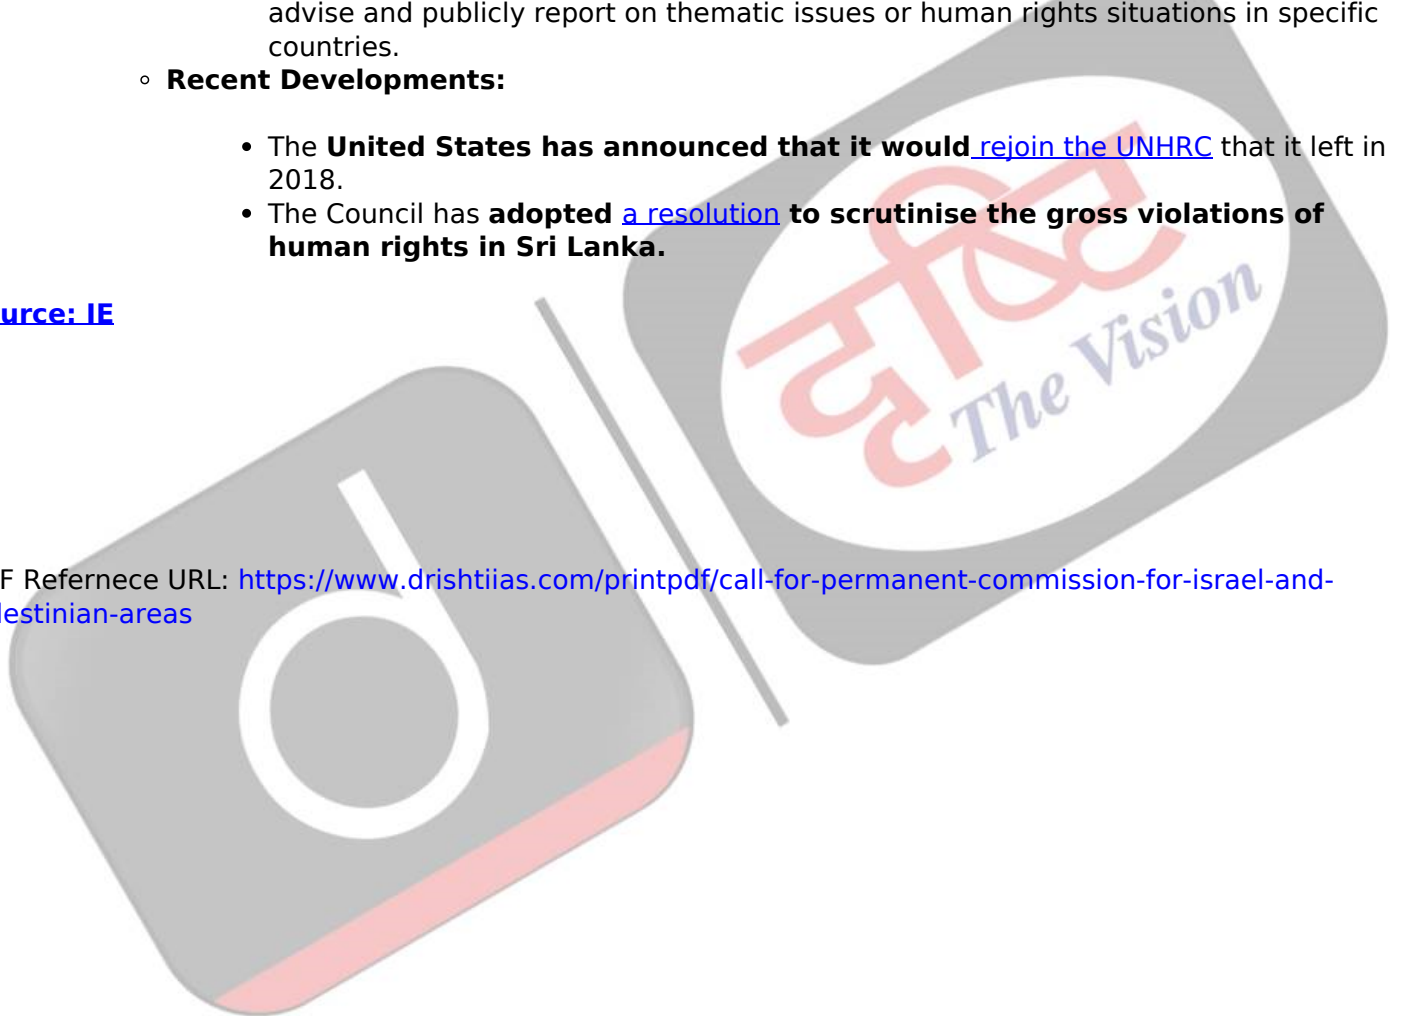 advise and publicly report on thematic issues or human rights situations in specific
countries.
Recent Developments:
The United States has announced that it would rejoin the UNHRC that it left in
2018.
The Council has adopted a resolution to scrutinise the gross violations of
human rights in Sri Lanka.
urce: IE
दृष्टि
The Vision
d
F Refernece URL: https://www.drishtiias.com/printpdf/call-for-permanent-commission-for-israel-and-
lestinian-areas